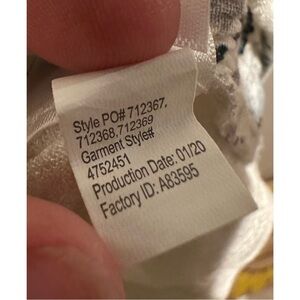 Style PO# 712367.
712368.712369
Garment Style#
4752451
Production Date: 01/20
Factory ID: A83595